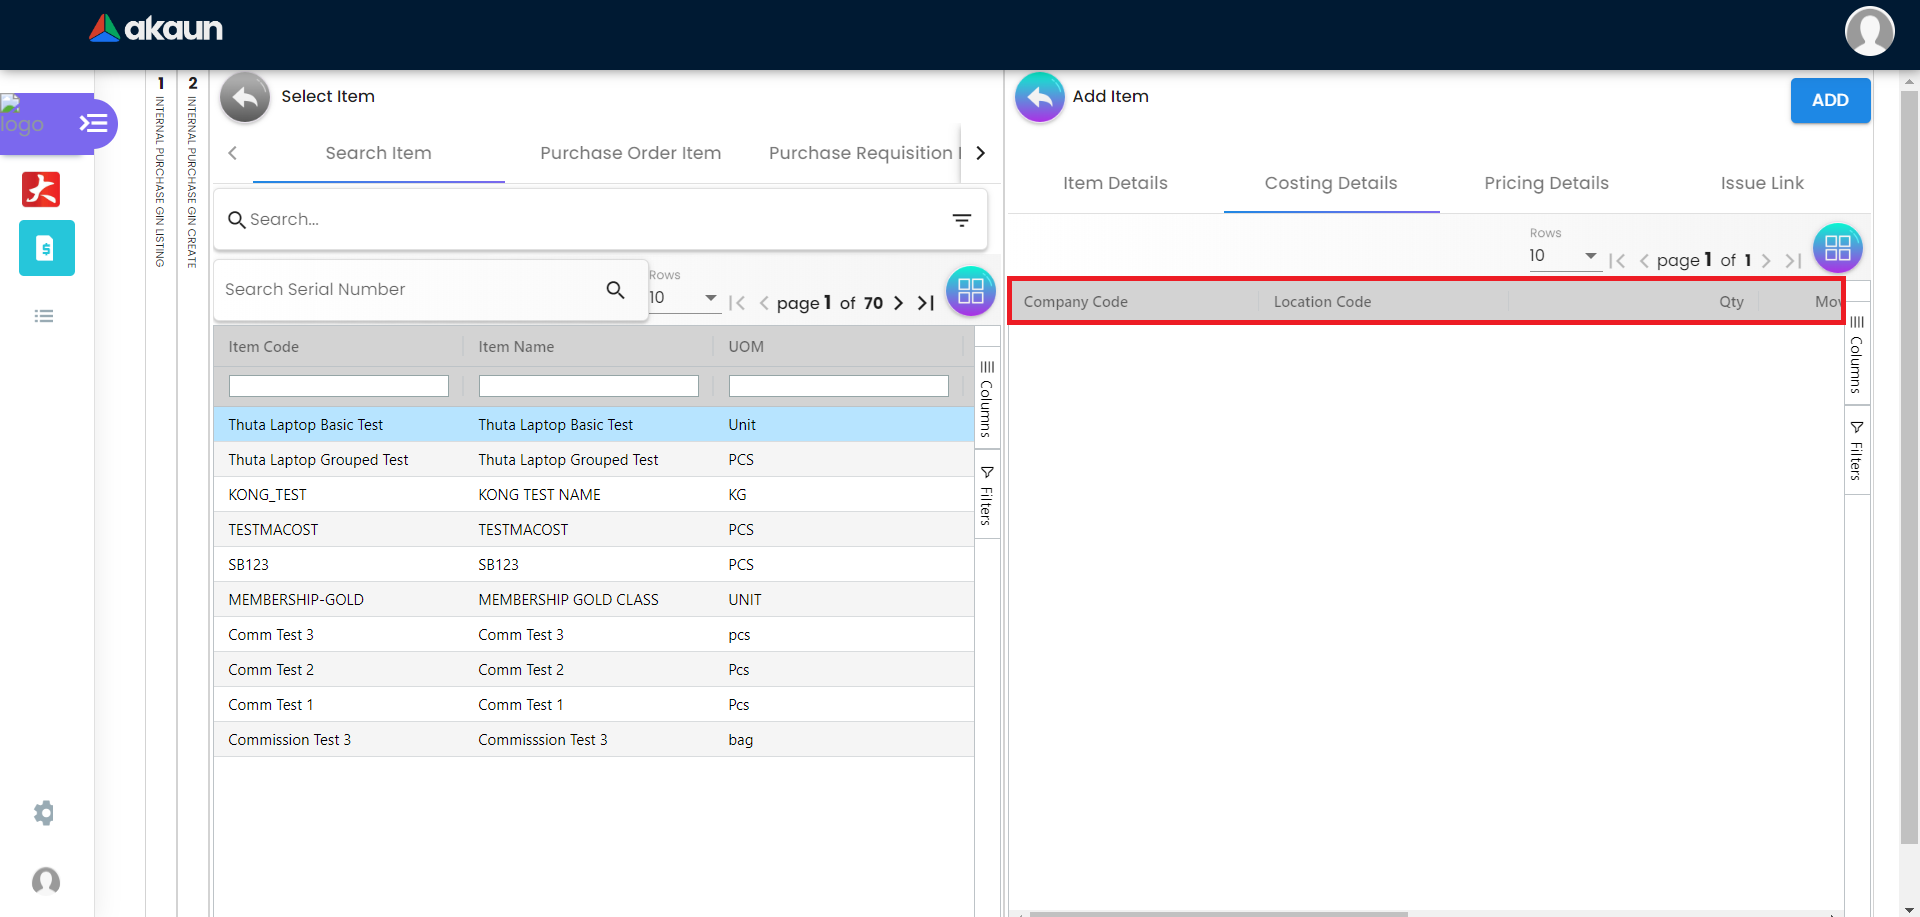 akaun
logo
1 INTERNAL PURCHASE GIN LISTING
2 INTERNAL PURCHASE GIN CREATE
Select Item
Search Item Purchase Order Item Purchase Requisition
Search...
Search Serial Number
Rows
10
page 1 of 70
Item Code Item Name UOM
Thuta Laptop Basic Test Thuta Laptop Basic Test Unit
Thuta Laptop Grouped Test Thuta Laptop Grouped Test PCS
KONG_TEST KONG TEST NAME KG
TESTMACOST TESTMACOST PCS
SB123 SB123 PCS
MEMBERSHIP-GOLD MEMBERSHIP GOLD CLASS UNIT
Comm Test 3 Comm Test 3 pcs
Comm Test 2 Comm Test 2 Pcs
Comm Test 1 Comm Test 1 Pcs
Commission Test 3 Commisssion Test 3 bag
Columns
Filters
Add Item
ADD
Item Details Costing Details Pricing Details Issue Link
Rows
10
page 1 of 1
Company Code Location Code Qty Mov
Columns
Filters